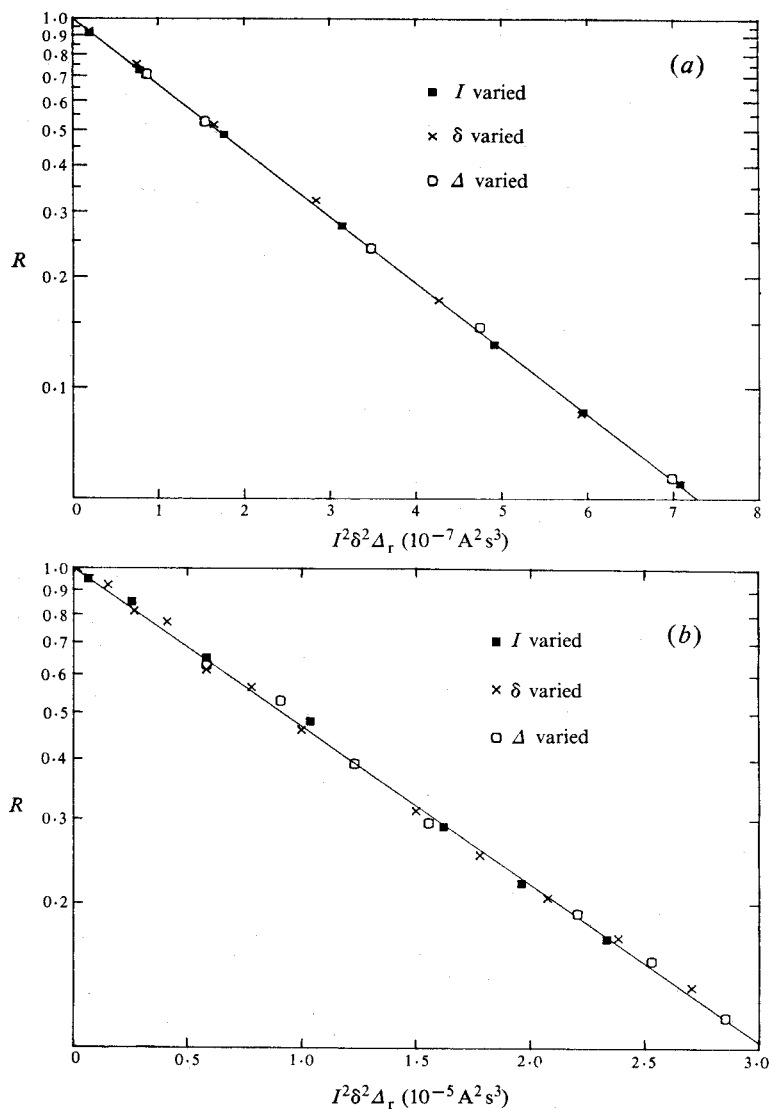 1·0
0·9
0·8
0·7
0·6
0·5
0·4
0·3
0·2
0·1
R
(a)
■ I varied
× δ varied
○ Δ varied
0 1 2 3 4 5 6 7 8
I²δ²Δᵣ (10⁻⁷ A² s³)
1·0
0·9
0·8
0·7
0·6
0·5
0·4
0·3
0·2
R
(b)
■ I varied
× δ varied
○ Δ varied
0 0·5 1·0 1·5 2·0 2·5 3·0
I²δ²Δᵣ (10⁻⁵ A² s³)